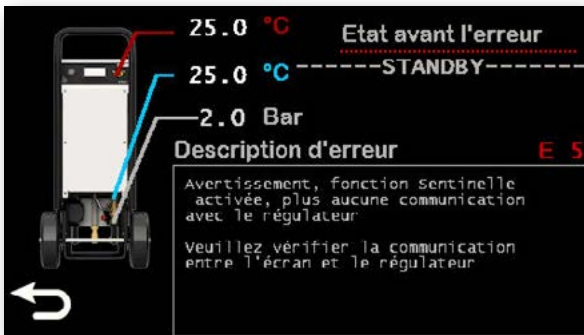 25.0 °C
Etat avant l'erreur
25.0 °C
------STANDBY------
2.0 Bar
Description d'erreur E 5
Avertissement, fonction Sentinelle
activée, plus aucune communication
avec le régulateur
Veuillez vérifier la communication
entre l'écran et le régulateur